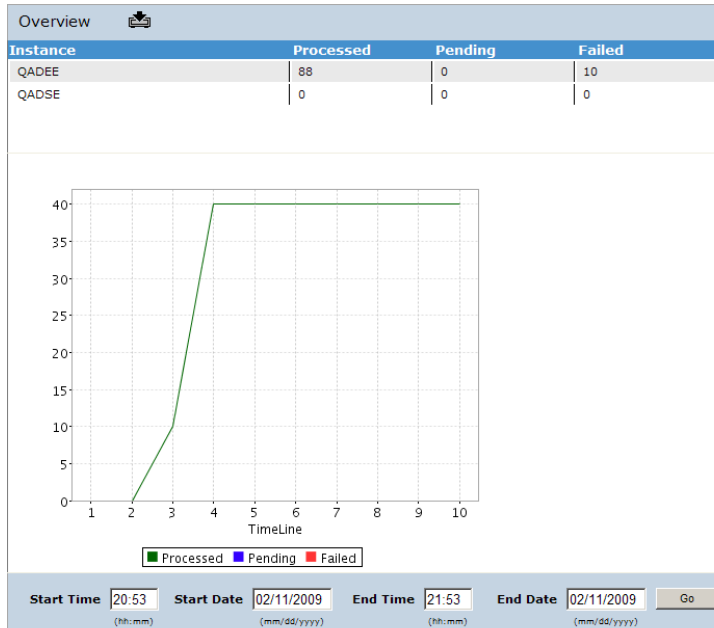 Overview
Instance Processed Pending Failed
QADEE 88 0 10
QADSE 0 0 0
40
35
30
25
20
15
10
5
0
1 2 3 4 5 6 7 8 9 10
TimeLine
Processed Pending Failed
Start Time 20:53 Start Date 02/11/2009 End Time 21:53 End Date 02/11/2009 Go
(hh:mm) (mm/dd/yyyy) (hh:mm) (mm/dd/yyyy)